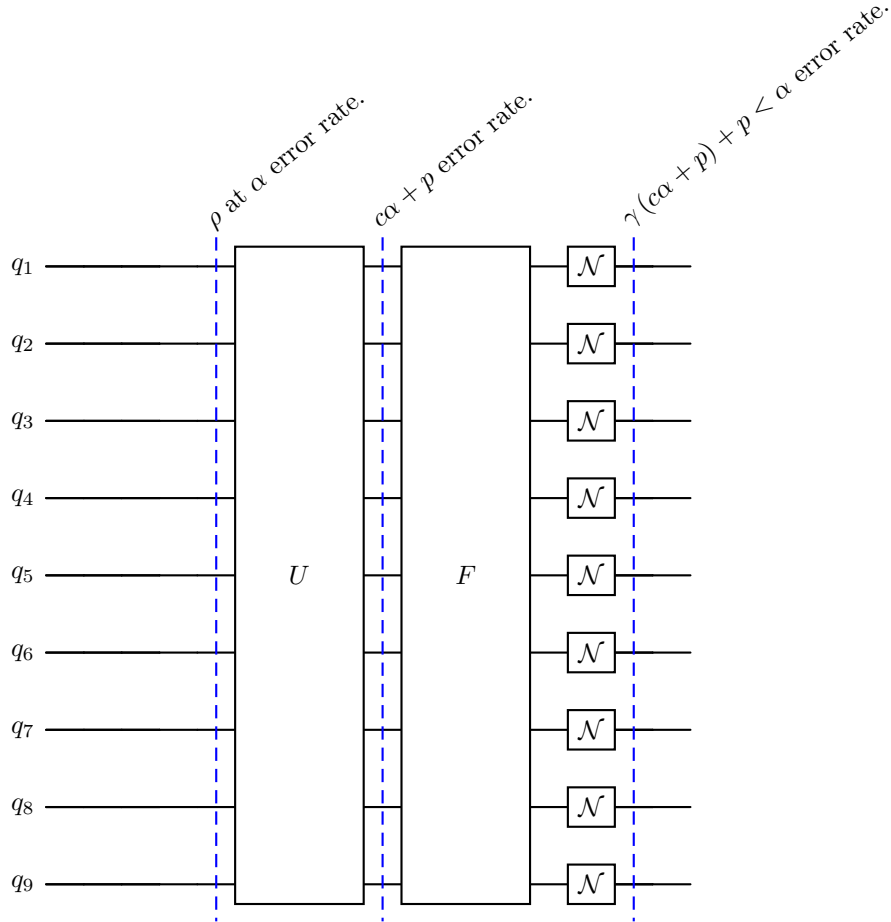 ρ at α error rate.
cα + p error rate.
γ (cα + p) + p < α error rate.
q₁
𝒩
q₂
𝒩
q₃
𝒩
q₄
𝒩
q₅
U
F
𝒩
q₆
𝒩
q₇
𝒩
q₈
𝒩
q₉
𝒩